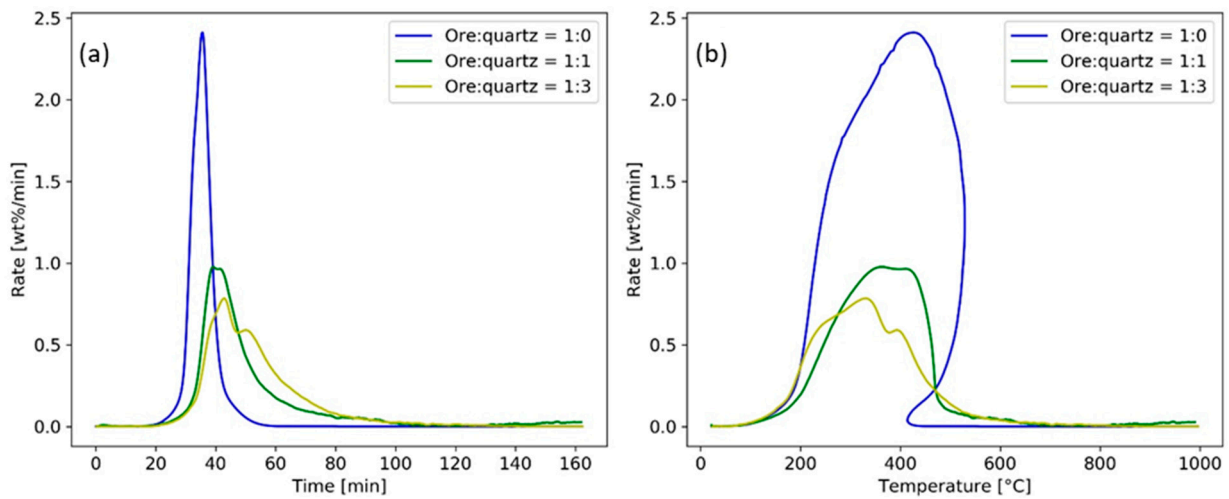 (a)
Ore:quartz = 1:0
Ore:quartz = 1:1
Ore:quartz = 1:3
Rate [wt%/min]
2.5
2.0
1.5
1.0
0.5
0.0
0 20 40 60 80 100 120 140 160
Time [min]
(b)
Ore:quartz = 1:0
Ore:quartz = 1:1
Ore:quartz = 1:3
Rate [wt%/min]
2.5
2.0
1.5
1.0
0.5
0.0
0 200 400 600 800 1000
Temperature [°C]